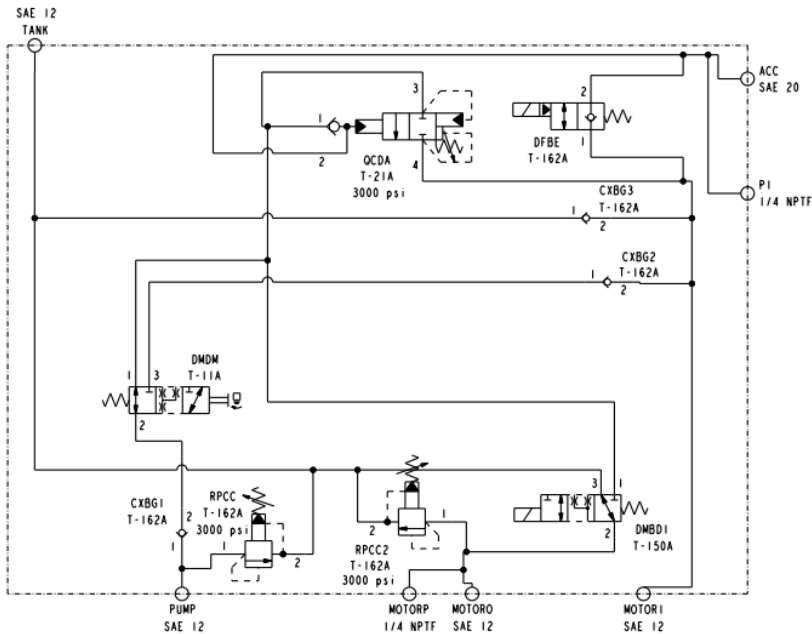 SAE 12
TANK
ACC
SAE 20
3
2
1
2
4
1
QCDA
T-21A
3000 psi
DFBE
T-162A
P1
1/4 NPTF
CXBG3
T-162A
1
2
CXBG2
T-162A
1
2
DMDM
T-11A
1
3
2
CXBG1
T-162A
2
1
RPCC
T-162A
3000 psi
1
2
2
1
RPCC2
T-162A
3000 psi
3
1
2
DMBD1
T-150A
PUMP
SAE 12
MOTORP
1/4 NPTF
MOTORO
SAE 12
MOTORI
SAE 12